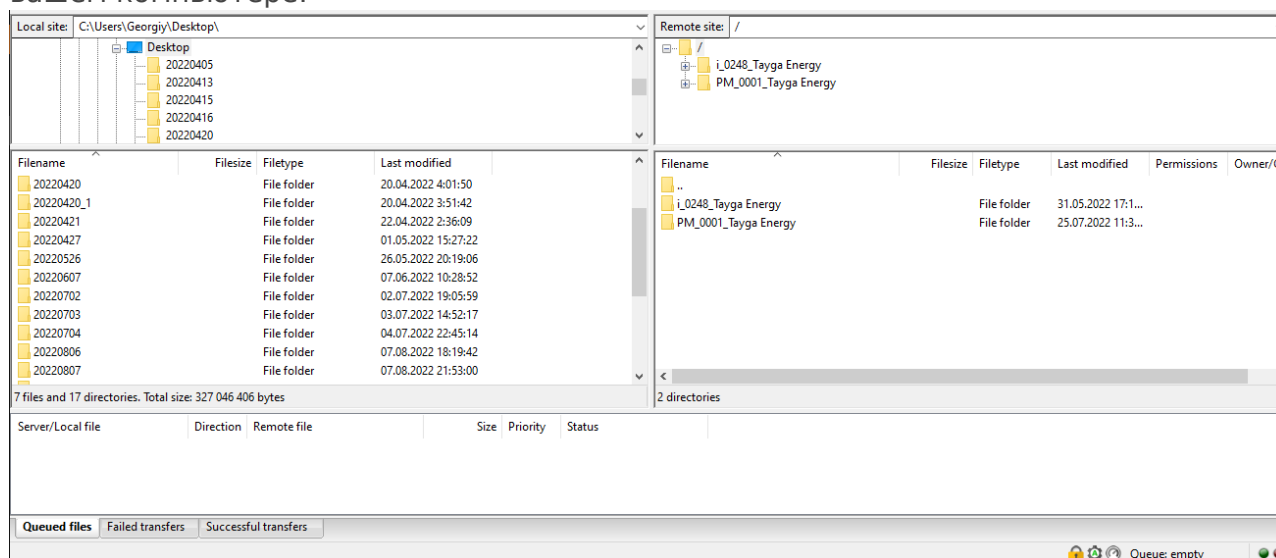 вашем компьютере.
Local site: C:\Users\Georgiy\Desktop\
Desktop
20220405
20220413
20220415
20220416
20220420
Filename Filesize Filetype Last modified
20220420 File folder 20.04.2022 4:01:50
20220420_1 File folder 20.04.2022 3:51:42
20220421 File folder 22.04.2022 2:36:09
20220427 File folder 01.05.2022 15:27:22
20220526 File folder 26.05.2022 20:19:06
20220607 File folder 07.06.2022 10:28:52
20220702 File folder 02.07.2022 19:05:59
20220703 File folder 03.07.2022 14:52:17
20220704 File folder 04.07.2022 22:45:14
20220806 File folder 07.08.2022 18:19:42
20220807 File folder 07.08.2022 21:53:00
7 files and 17 directories. Total size: 327 046 406 bytes
Remote site: /
/
i_0248_Tayga Energy
PM_0001_Tayga Energy
Filename Filesize Filetype Last modified Permissions Owner/
..
i_0248_Tayga Energy File folder 31.05.2022 17:1...
PM_0001_Tayga Energy File folder 25.07.2022 11:3...
2 directories
Server/Local file Direction Remote file Size Priority Status
Queued files Failed transfers Successful transfers
Queue: empty